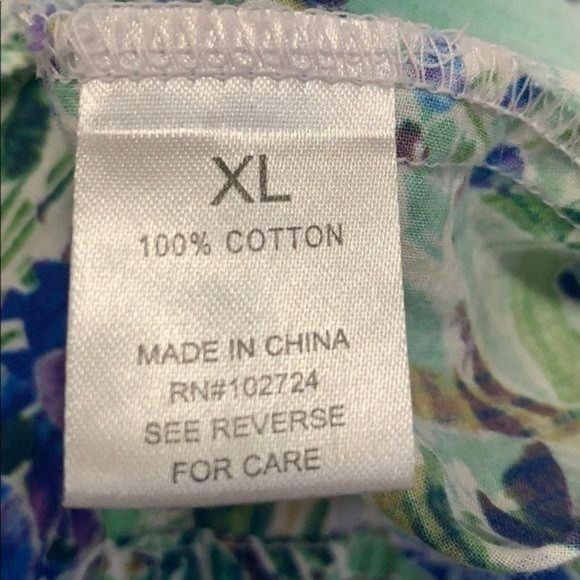 XL
100% COTTON
MADE IN CHINA
RN#102724
SEE REVERSE
FOR CARE